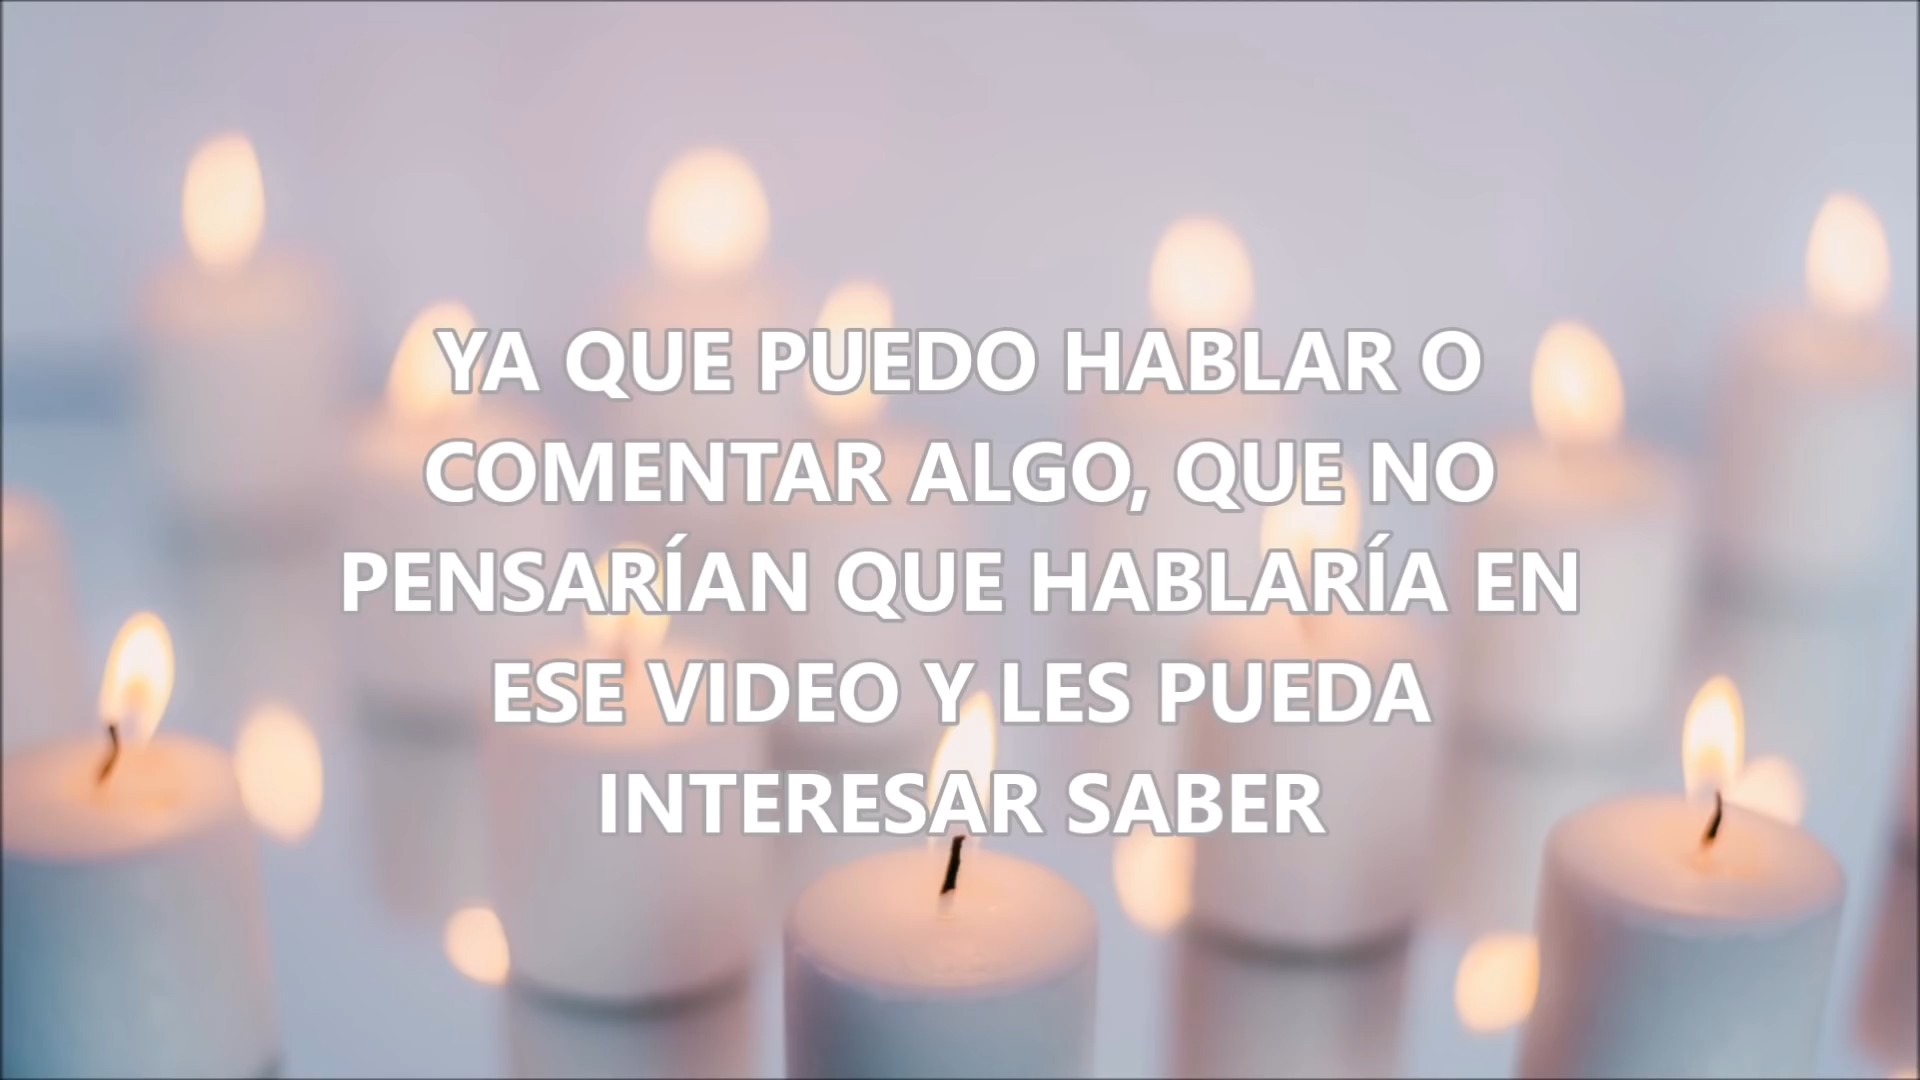 YA QUE PUEDO HABLAR O
COMENTAR ALGO, QUE NO
PENSARÍAN QUE HABLARÍA EN
ESE VIDEO Y LES PUEDA
INTERESAR SABER